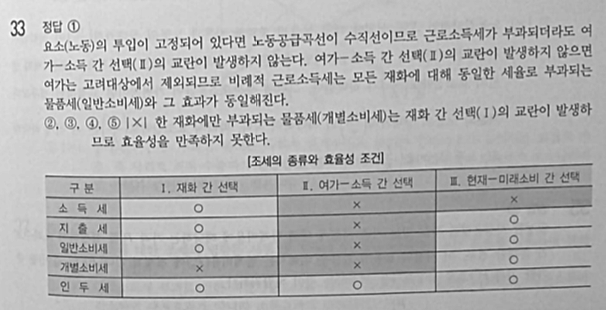 33 정답 ①
요소(노동)의 투입이 고정되어 있다면 노동공급곡선이 수직선이므로 근로소득세가 부과되더라도 여
가-소득 간 선택(Ⅱ)의 교란이 발생하지 않는다. 여가-소득 간 선택(Ⅱ)의 교란이 발생하지 않으면
여가는 고려대상에서 제외되므로 비례적 근로소득세는 모든 재화에 대해 동일한 세율로 부과되는
물품세(일반소비세)와 그 효과가 동일해진다.
②, ③, ④, ⑤ |×| 한 재화에만 부과되는 물품세(개별소비세)는 재화 간 선택(Ⅰ)의 교란이 발생하
므로 효율성을 만족하지 못한다.
[조세의 종류와 효율성 조건]
구 분 Ⅰ. 재화 간 선택 Ⅱ. 여가-소득 간 선택 Ⅲ. 현재-미래소비 간 선택
소 득 세 ○ × ×
지 출 세 ○ × ○
일반소비세 ○ × ○
개별소비세 × × ○
인 두 세 ○ ○ ○